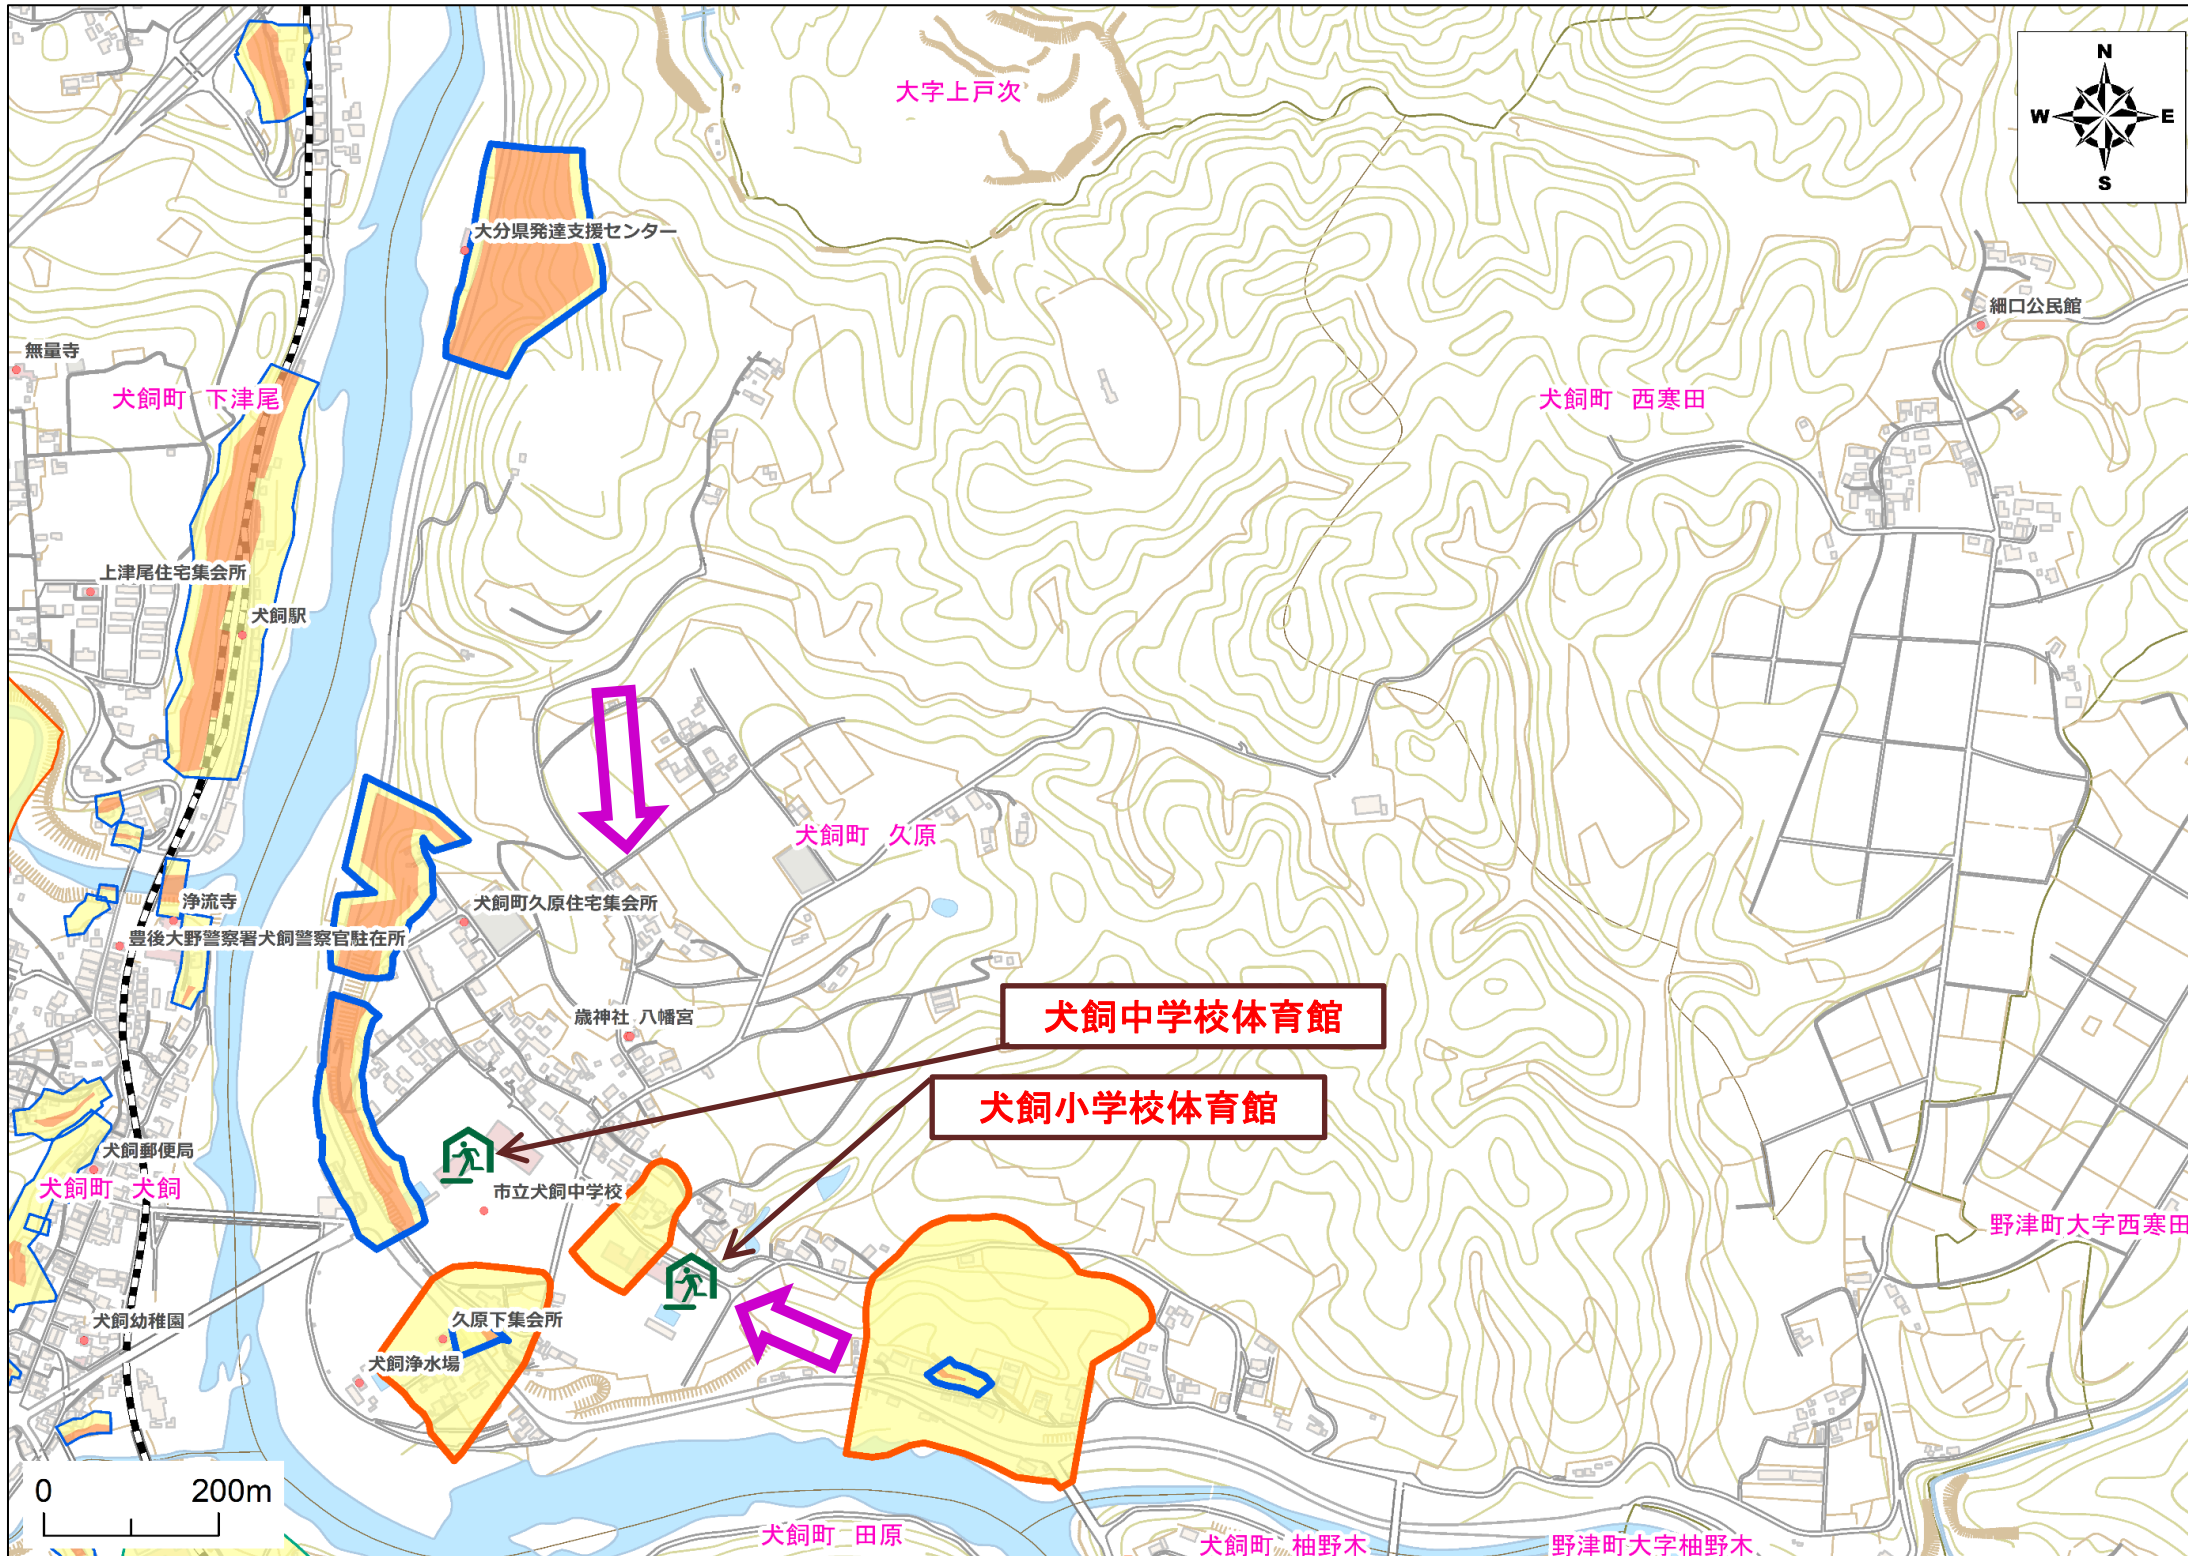 N
W E
S
大字上戸次
大分県発達支援センター
細口公民館
無量寺
犬飼町 下津尾
犬飼町 西寒田
上津尾住宅集会所
犬飼駅
犬飼町 久原
犬飼町久原住宅集会所
浄流寺
豊後大野警察署犬飼警察官駐在所
歳神社 八幡宮
犬飼中学校体育館
犬飼小学校体育館
犬飼郵便局
犬飼町 犬飼
市立犬飼中学校
野津町大字西寒田
犬飼幼稚園
久原下集会所
犬飼浄水場
0 200m
犬飼町 田原
犬飼町 柚野木
野津町大字柚野木